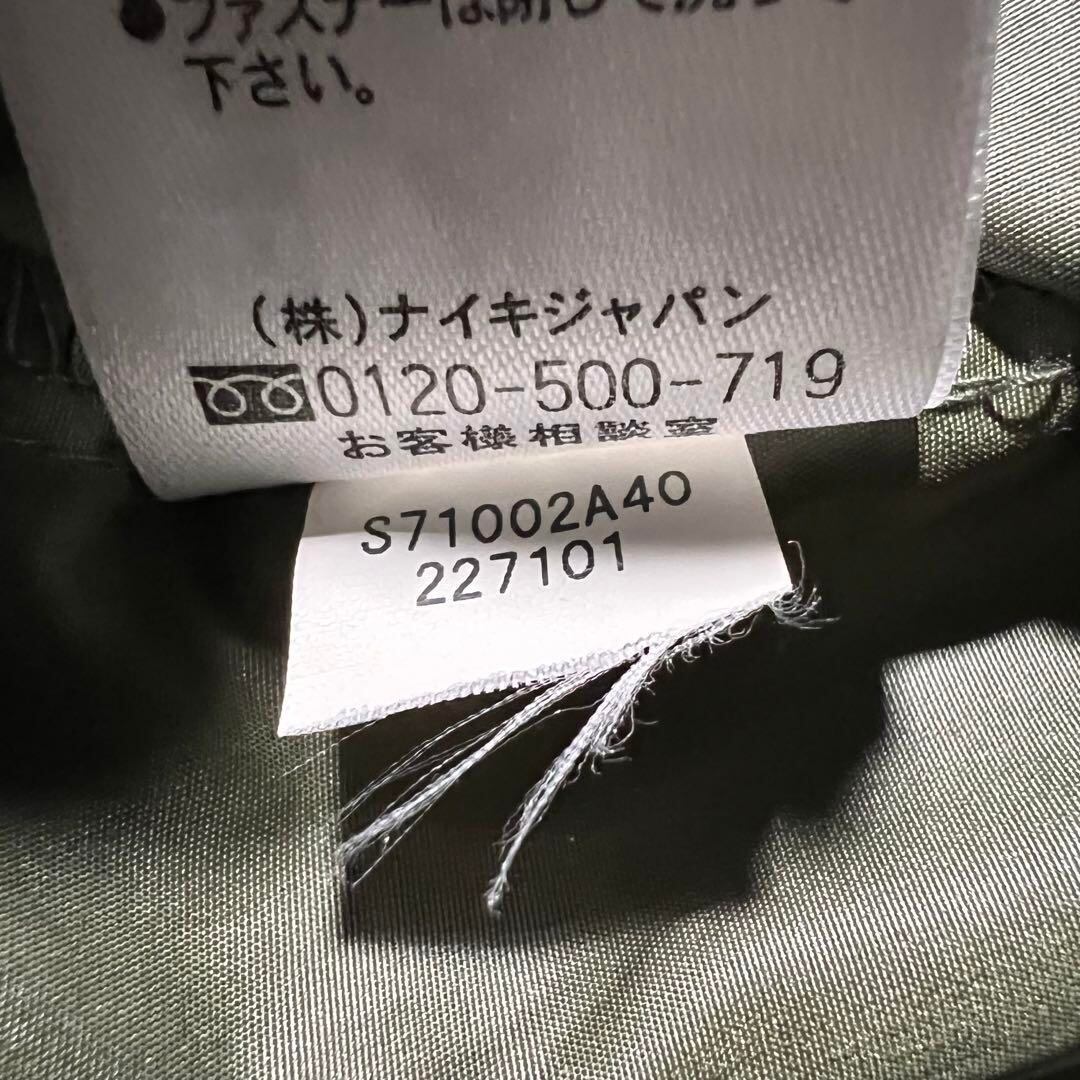 ●ファスナーは閉じて洗って
下さい。
(株)ナイキジャパン
0120-500-719
お客様相談室
S71002A40
227101